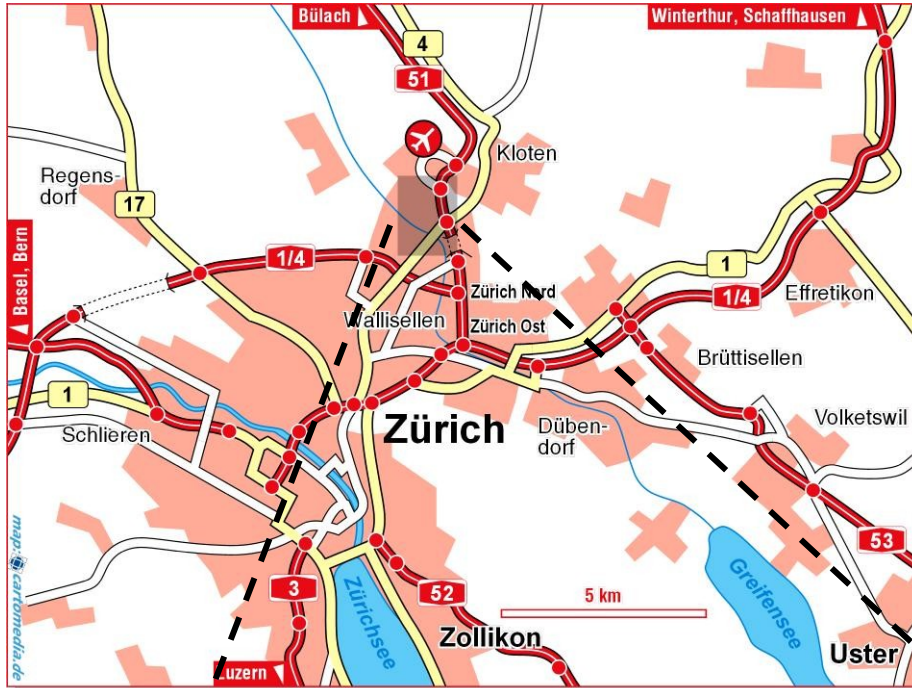 Bülach
Winterthur, Schaffhausen
4
51
Kloten
Regens-
dorf
17
Basel, Bern
1/4
1
Zürich Nord
1/4
Effretikon
Wallisellen
Zürich Ost
Brüttisellen
1
Schlieren
Zürich
Düben-
dorf
Volketswil
map:cartomedia.de
53
3
Zürichsee
52
5 km
Greifensee
Zollikon
Uster
Luzern